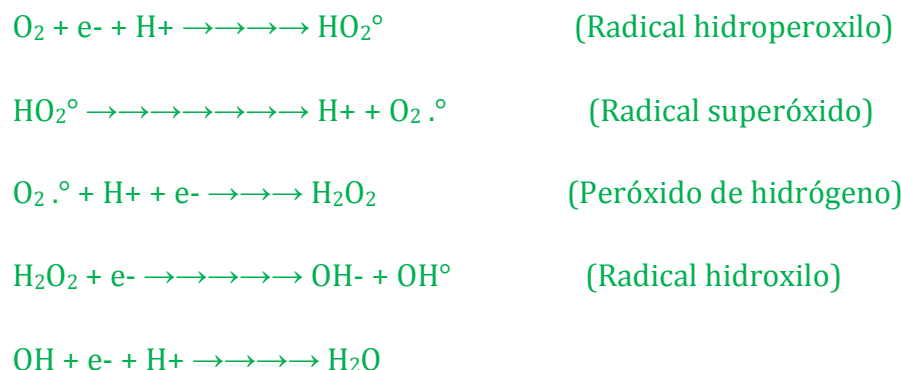 O₂ + e- + H+ →→→→ HO₂° (Radical hidroperoxilo)
HO₂° →→→→→→→ H+ + O₂ .° (Radical superóxido)
O₂ .° + H+ + e- →→→ H₂O₂ (Peróxido de hidrógeno)
H₂O₂ + e- →→→→→ OH- + OH° (Radical hidroxilo)
OH + e- + H+ →→→→ H₂O